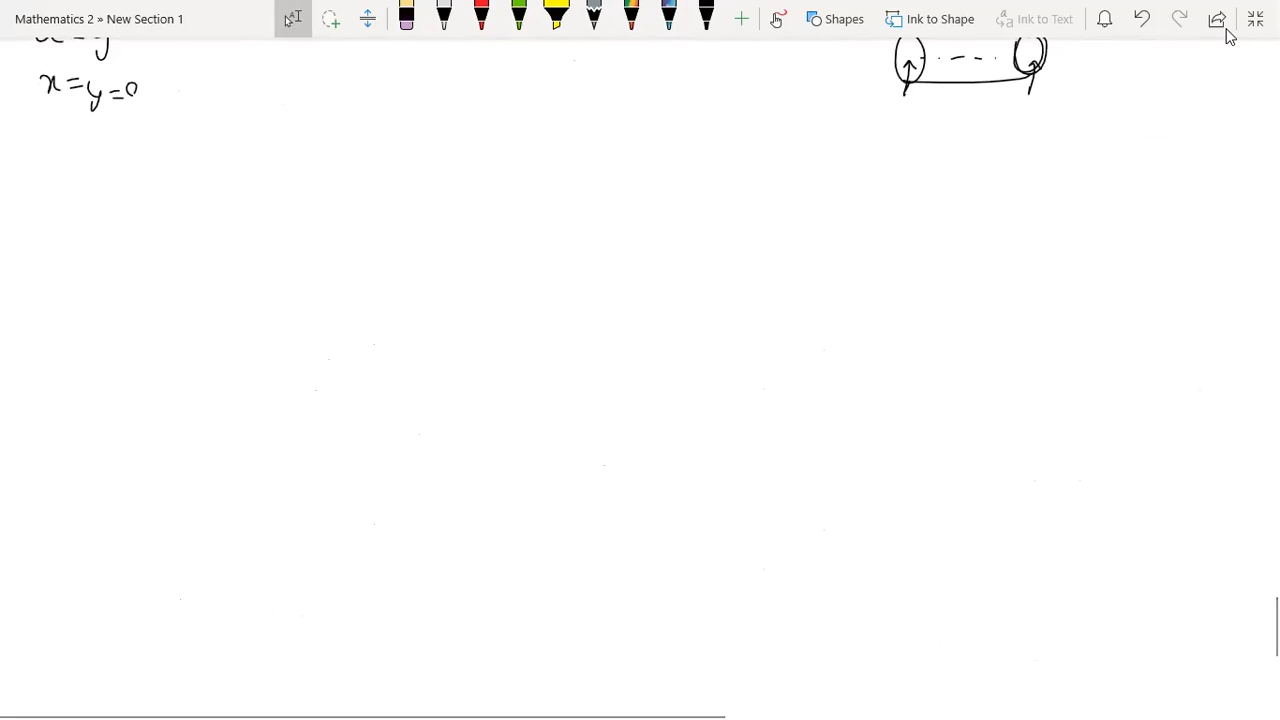 Mathematics 2 » New Section 1
Shapes
Ink to Shape
Ink to Text
x = y = 0